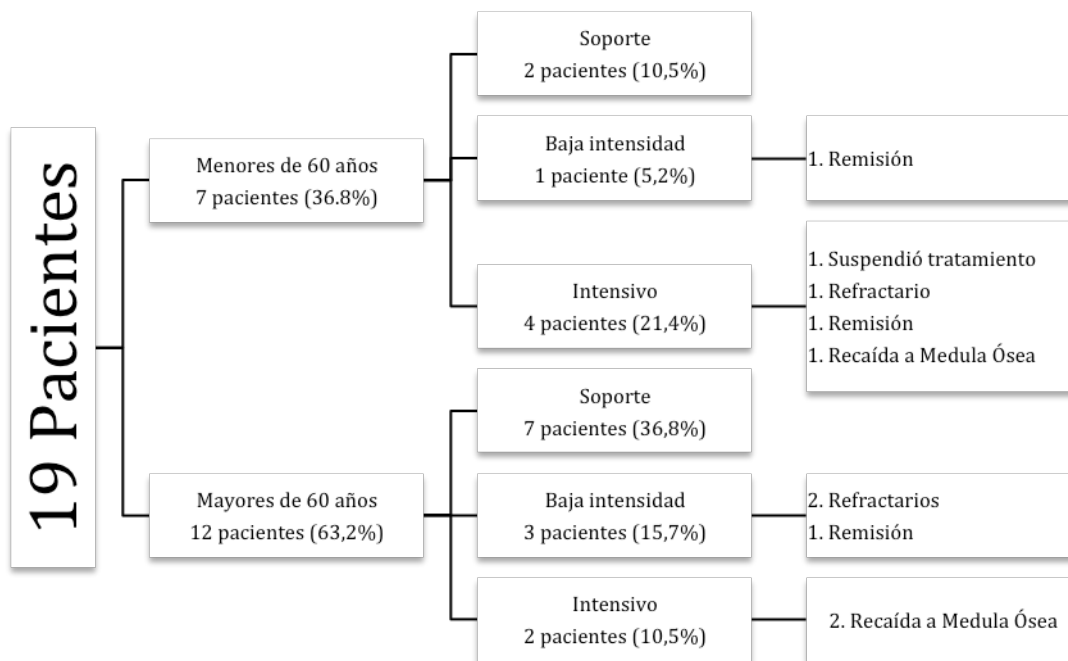 19 Pacientes
Menores de 60 años
7 pacientes (36.8%)
Soporte
2 pacientes (10,5%)
Baja intensidad
1 paciente (5,2%)
1. Remisión
Intensivo
4 pacientes (21,4%)
1. Suspendió tratamiento
1. Refractario
1. Remisión
1. Recaída a Medula Ósea
Mayores de 60 años
12 pacientes (63,2%)
Soporte
7 pacientes (36,8%)
Baja intensidad
3 pacientes (15,7%)
2. Refractarios
1. Remisión
Intensivo
2 pacientes (10,5%)
2. Recaída a Medula Ósea